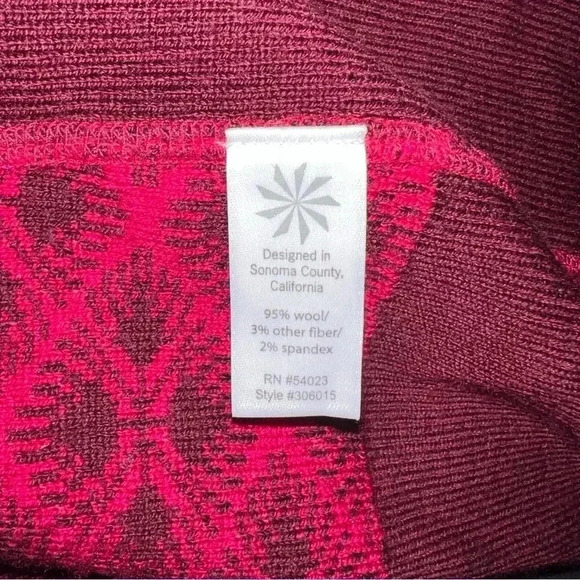 Designed in
Sonoma County,
California
95% wool/
3% other fiber/
2% spandex
RN #54023
Style #306015